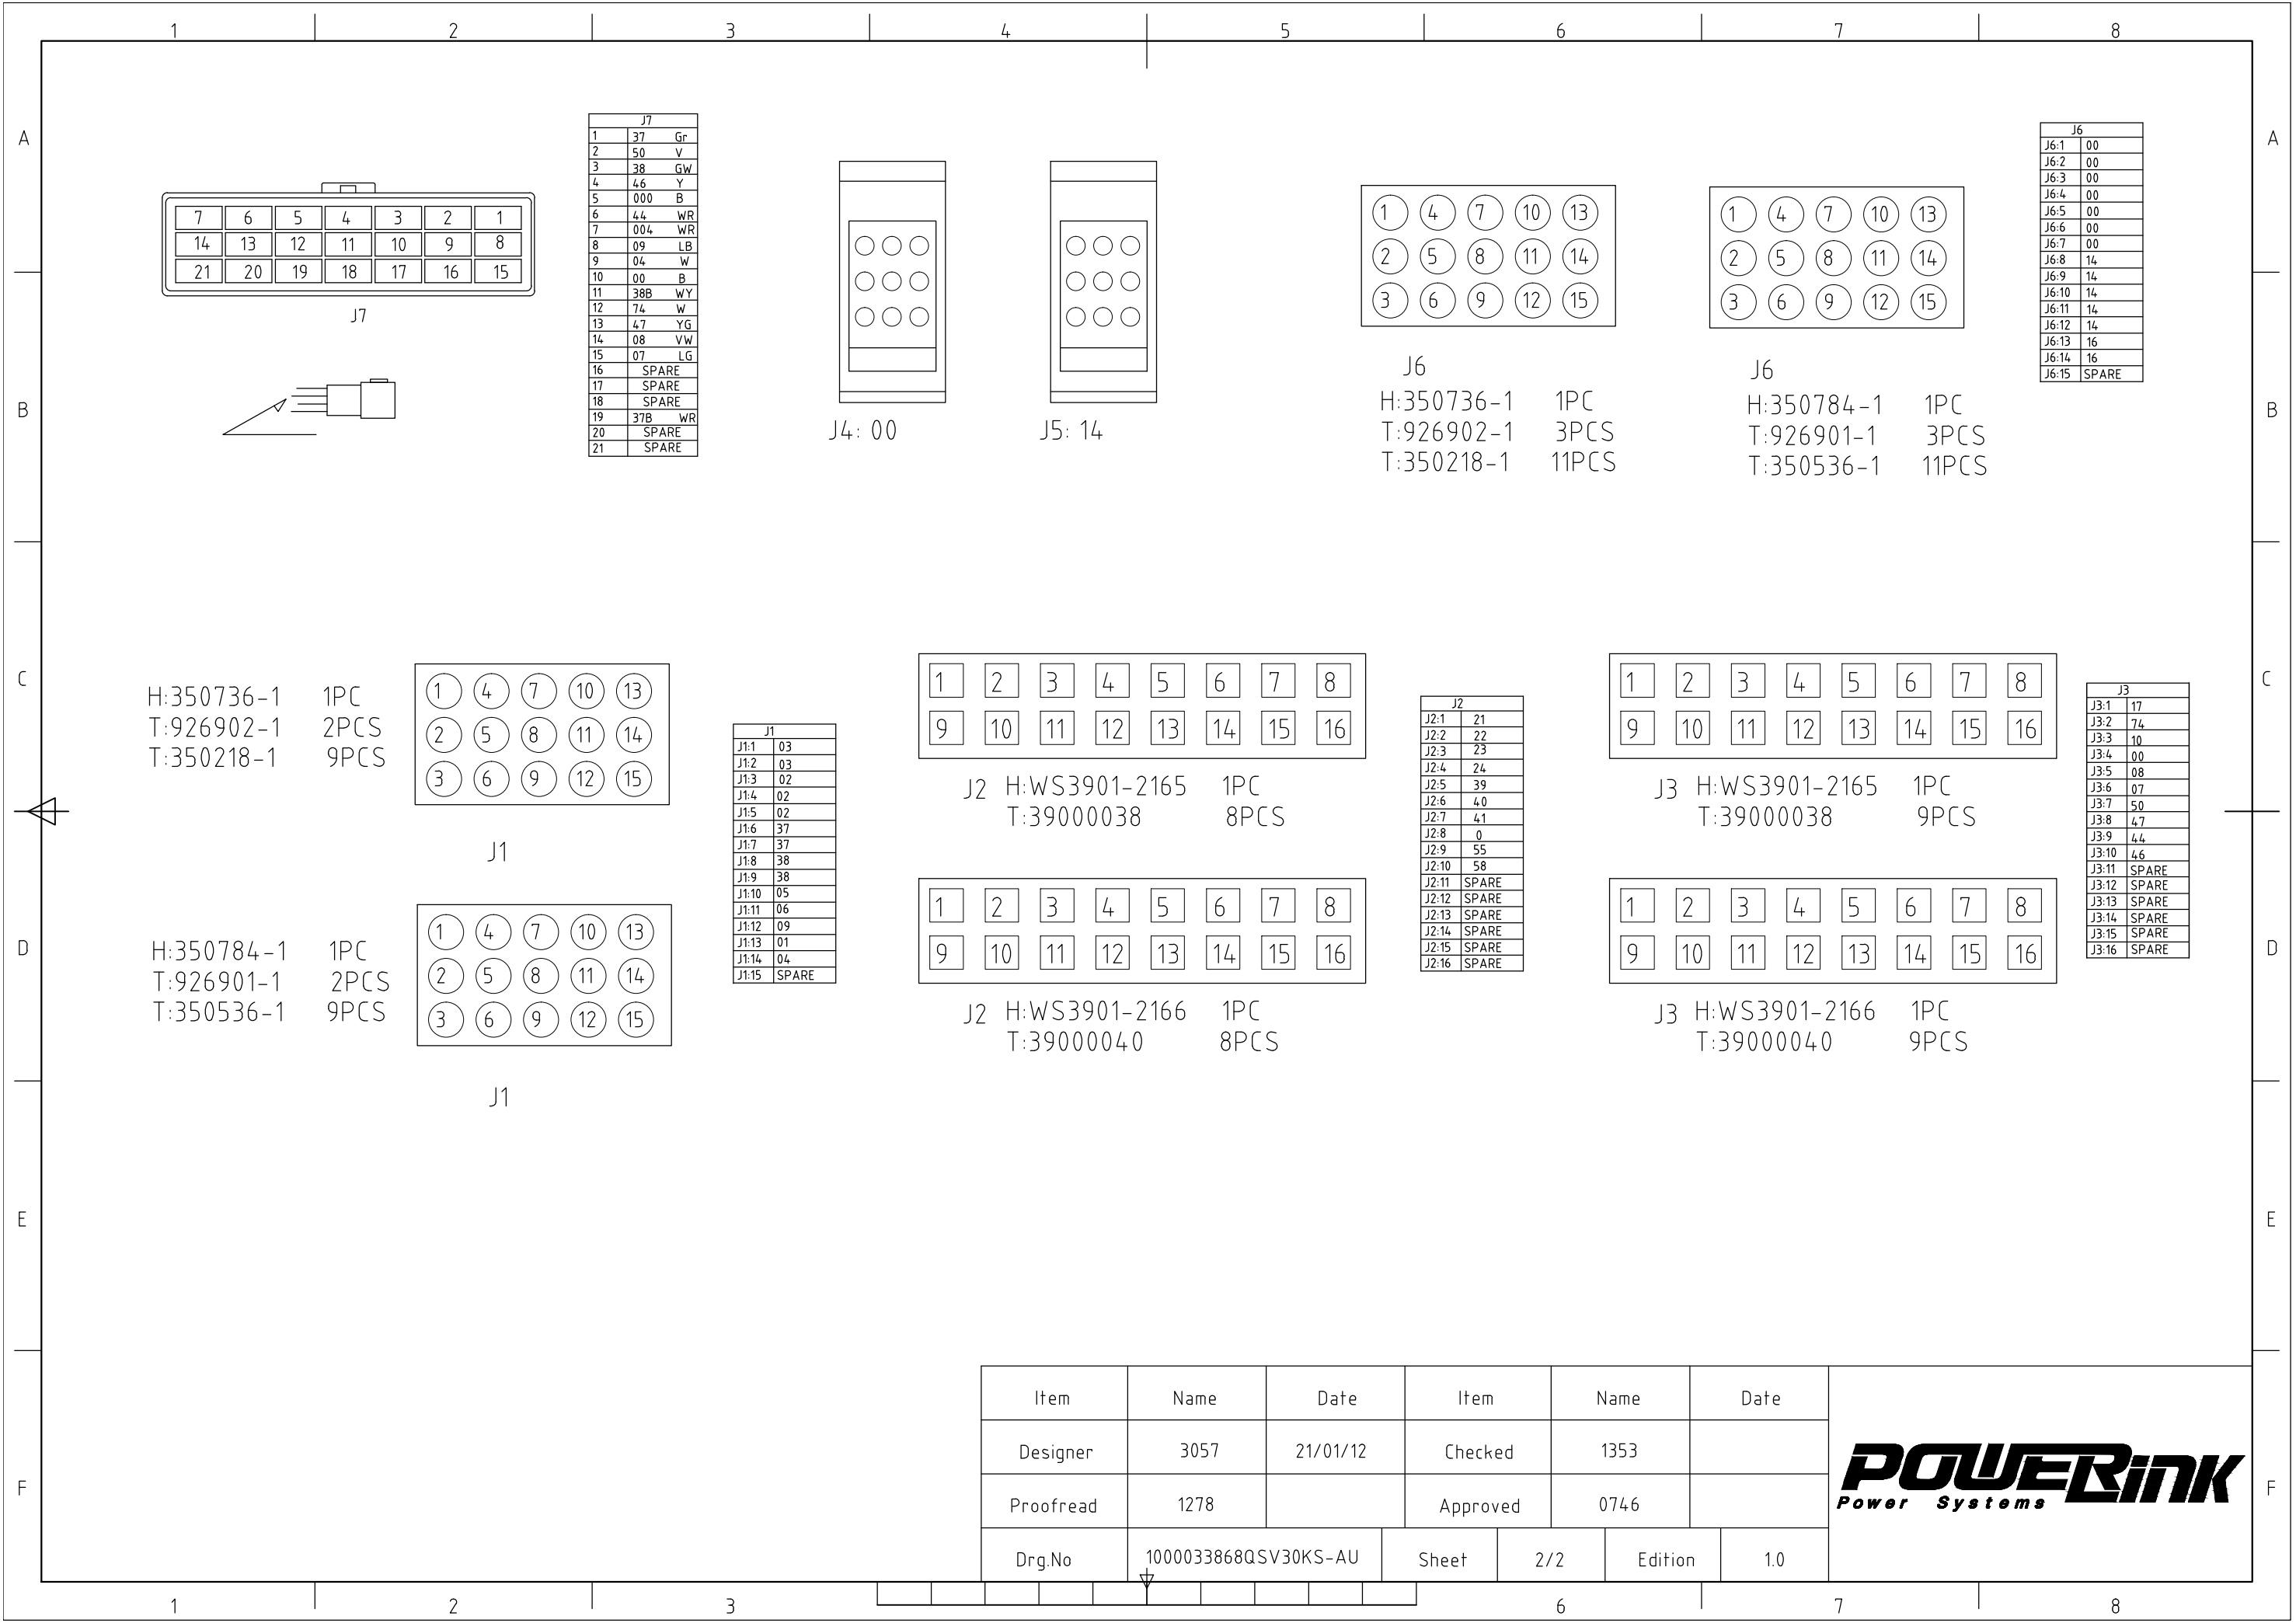 1 2 3 4 5 6 7 8
A A
B B
C C
D D
E E
F F
7 6 5 4 3 2 1
14 13 12 11 10 9 8
21 20 19 18 17 16 15
J7
J7
1 37 Gr
2 50 V
3 38 GW
4 46 Y
5 000 B
6 44 WR
7 004 WR
8 09 LB
9 04 W
10 00 B
11 38B WY
12 74 W
13 47 YG
14 08 VW
15 07 LG
16 SPARE
17 SPARE
18 SPARE
19 37B WR
20 SPARE
21 SPARE
J4: 00
J5: 14
1 4 7 10 13
2 5 8 11 14
3 6 9 12 15
J6
H:350736-1 1PC
T:926902-1 3PCS
T:350218-1 11PCS
1 4 7 10 13
2 5 8 11 14
3 6 9 12 15
J6
H:350784-1 1PC
T:926901-1 3PCS
T:350536-1 11PCS
J6
J6:1 00
J6:2 00
J6:3 00
J6:4 00
J6:5 00
J6:6 00
J6:7 00
J6:8 14
J6:9 14
J6:10 14
J6:11 14
J6:12 14
J6:13 16
J6:14 16
J6:15 SPARE
H:350736-1 1PC
T:926902-1 2PCS
T:350218-1 9PCS
1 4 7 10 13
2 5 8 11 14
3 6 9 12 15
J1
H:350784-1 1PC
T:926901-1 2PCS
T:350536-1 9PCS
1 4 7 10 13
2 5 8 11 14
3 6 9 12 15
J1
J1
J1:1 03
J1:2 03
J1:3 02
J1:4 02
J1:5 02
J1:6 37
J1:7 37
J1:8 38
J1:9 38
J1:10 05
J1:11 06
J1:12 09
J1:13 01
J1:14 04
J1:15 SPARE
1 2 3 4 5 6 7 8
9 10 11 12 13 14 15 16
J2 H:WS3901-2165 1PC
T:39000038 8PCS
1 2 3 4 5 6 7 8
9 10 11 12 13 14 15 16
J2 H:WS3901-2166 1PC
T:39000040 8PCS
J2
J2:1 21
J2:2 22
J2:3 23
J2:4 24
J2:5 39
J2:6 40
J2:7 41
J2:8 0
J2:9 55
J2:10 58
J2:11 SPARE
J2:12 SPARE
J2:13 SPARE
J2:14 SPARE
J2:15 SPARE
J2:16 SPARE
1 2 3 4 5 6 7 8
9 10 11 12 13 14 15 16
J3 H:WS3901-2165 1PC
T:39000038 9PCS
1 2 3 4 5 6 7 8
9 10 11 12 13 14 15 16
J3 H:WS3901-2166 1PC
T:39000040 9PCS
J3
J3:1 17
J3:2 74
J3:3 10
J3:4 00
J3:5 08
J3:6 07
J3:7 50
J3:8 47
J3:9 44
J3:10 46
J3:11 SPARE
J3:12 SPARE
J3:13 SPARE
J3:14 SPARE
J3:15 SPARE
J3:16 SPARE
Item Name Date Item Name Date
Designer 3057 21/01/12 Checked 1353
Proofread 1278 Approved 0746
Drg.No 1000033868QSV30KS-AU Sheet 2/2 Edition 1.0
POWERLink
Power Systems
1 2 3 6 7 8